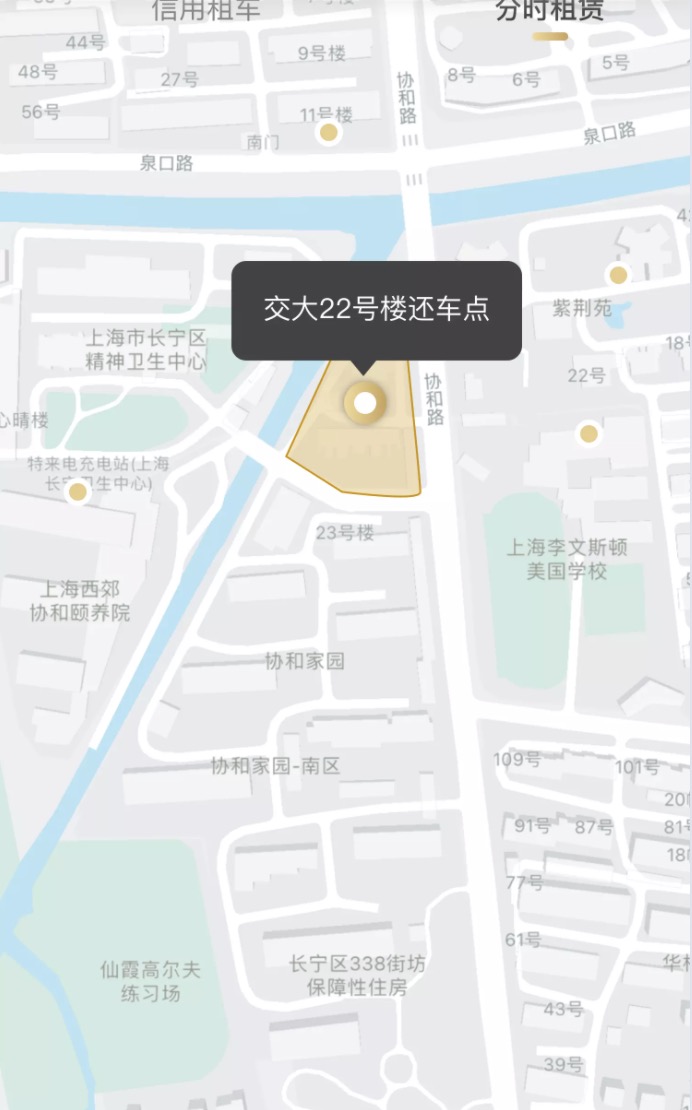 信用租车
分时租赁
44号
9号楼
48号
27号
8号
6号
5号
56号
11号楼
南门
协和路
泉口路
泉口路
交大22号楼还车点
紫荆苑
上海市长宁区
精神卫生中心
22号
协和路
心晴楼
特来电充电站(上海
长宁卫生中心)
23号楼
上海李文斯顿
美国学校
上海西郊
协和颐养院
协和家园
协和家园-南区
109号
101号
91号
87号
81
77号
61号
仙霞高尔夫
练习场
长宁区338街坊
保障性住房
43号
39号